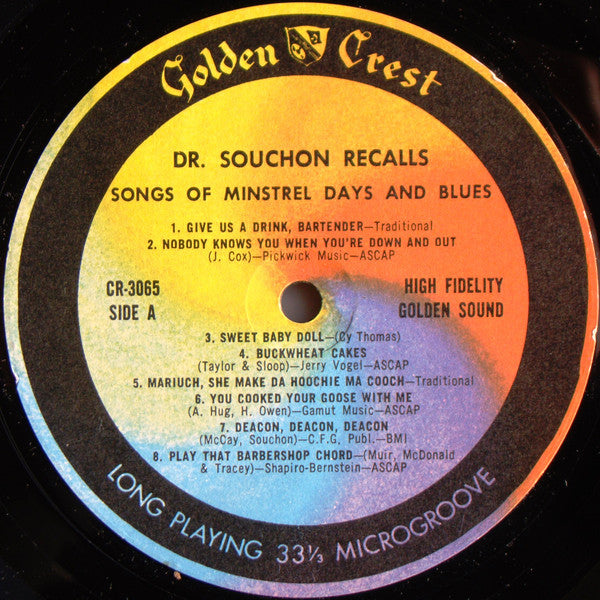 Golden Crest
DR. SOUCHON RECALLS
SONGS OF MINSTREL DAYS AND BLUES
1. GIVE US A DRINK, BARTENDER—Traditional
2. NOBODY KNOWS YOU WHEN YOU'RE DOWN AND OUT
(J. Cox)—Pickwick Music—ASCAP
CR-3065
SIDE A
HIGH FIDELITY
GOLDEN SOUND
3. SWEET BABY DOLL—(Cy Thomas)
4. BUCKWHEAT CAKES
(Taylor & Sloop)—Jerry Vogel—ASCAP
5. MARIUCH, SHE MAKE DA HOOCHIE MA COOCH—Traditional
6. YOU COOKED YOUR GOOSE WITH ME
(A. Hug, H. Owen)—Gamut Music—ASCAP
7. DEACON, DEACON, DEACON
(McCay, Souchon)—C.F.G, Publ.—BMI
8. PLAY THAT BARBERSHOP CHORD—(Muir, McDonald
& Tracey)—Shapiro-Bernstein—ASCAP
LONG PLAYING 33⅓ MICROGROOVE